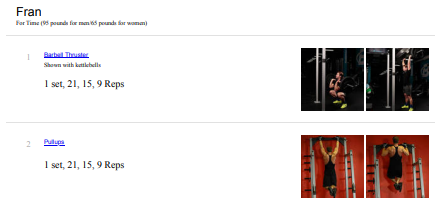 Fran
For Time (95 pounds for men/65 pounds for women)
1
Barbell Thruster
Shown with kettlebells
1 set, 21, 15, 9 Reps
2
Pullups
1 set, 21, 15, 9 Reps